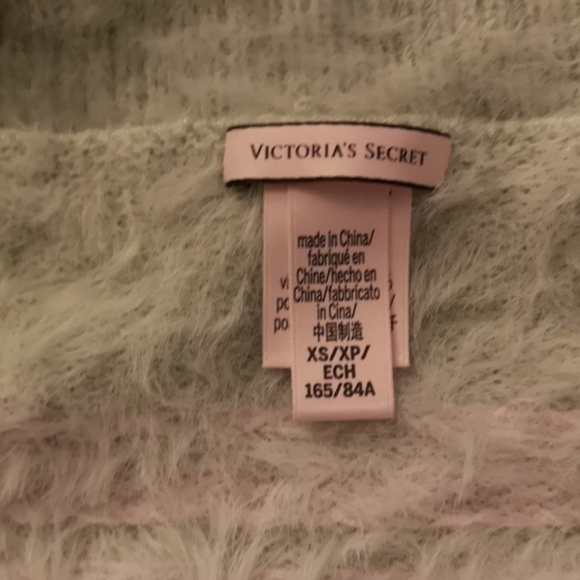 VICTORIA'S SECRET
made in China/
fabriqué en
Chine/hecho en
China/fabbricato
in Cina/
中国制造
XS/XP/
ECH
165/84A